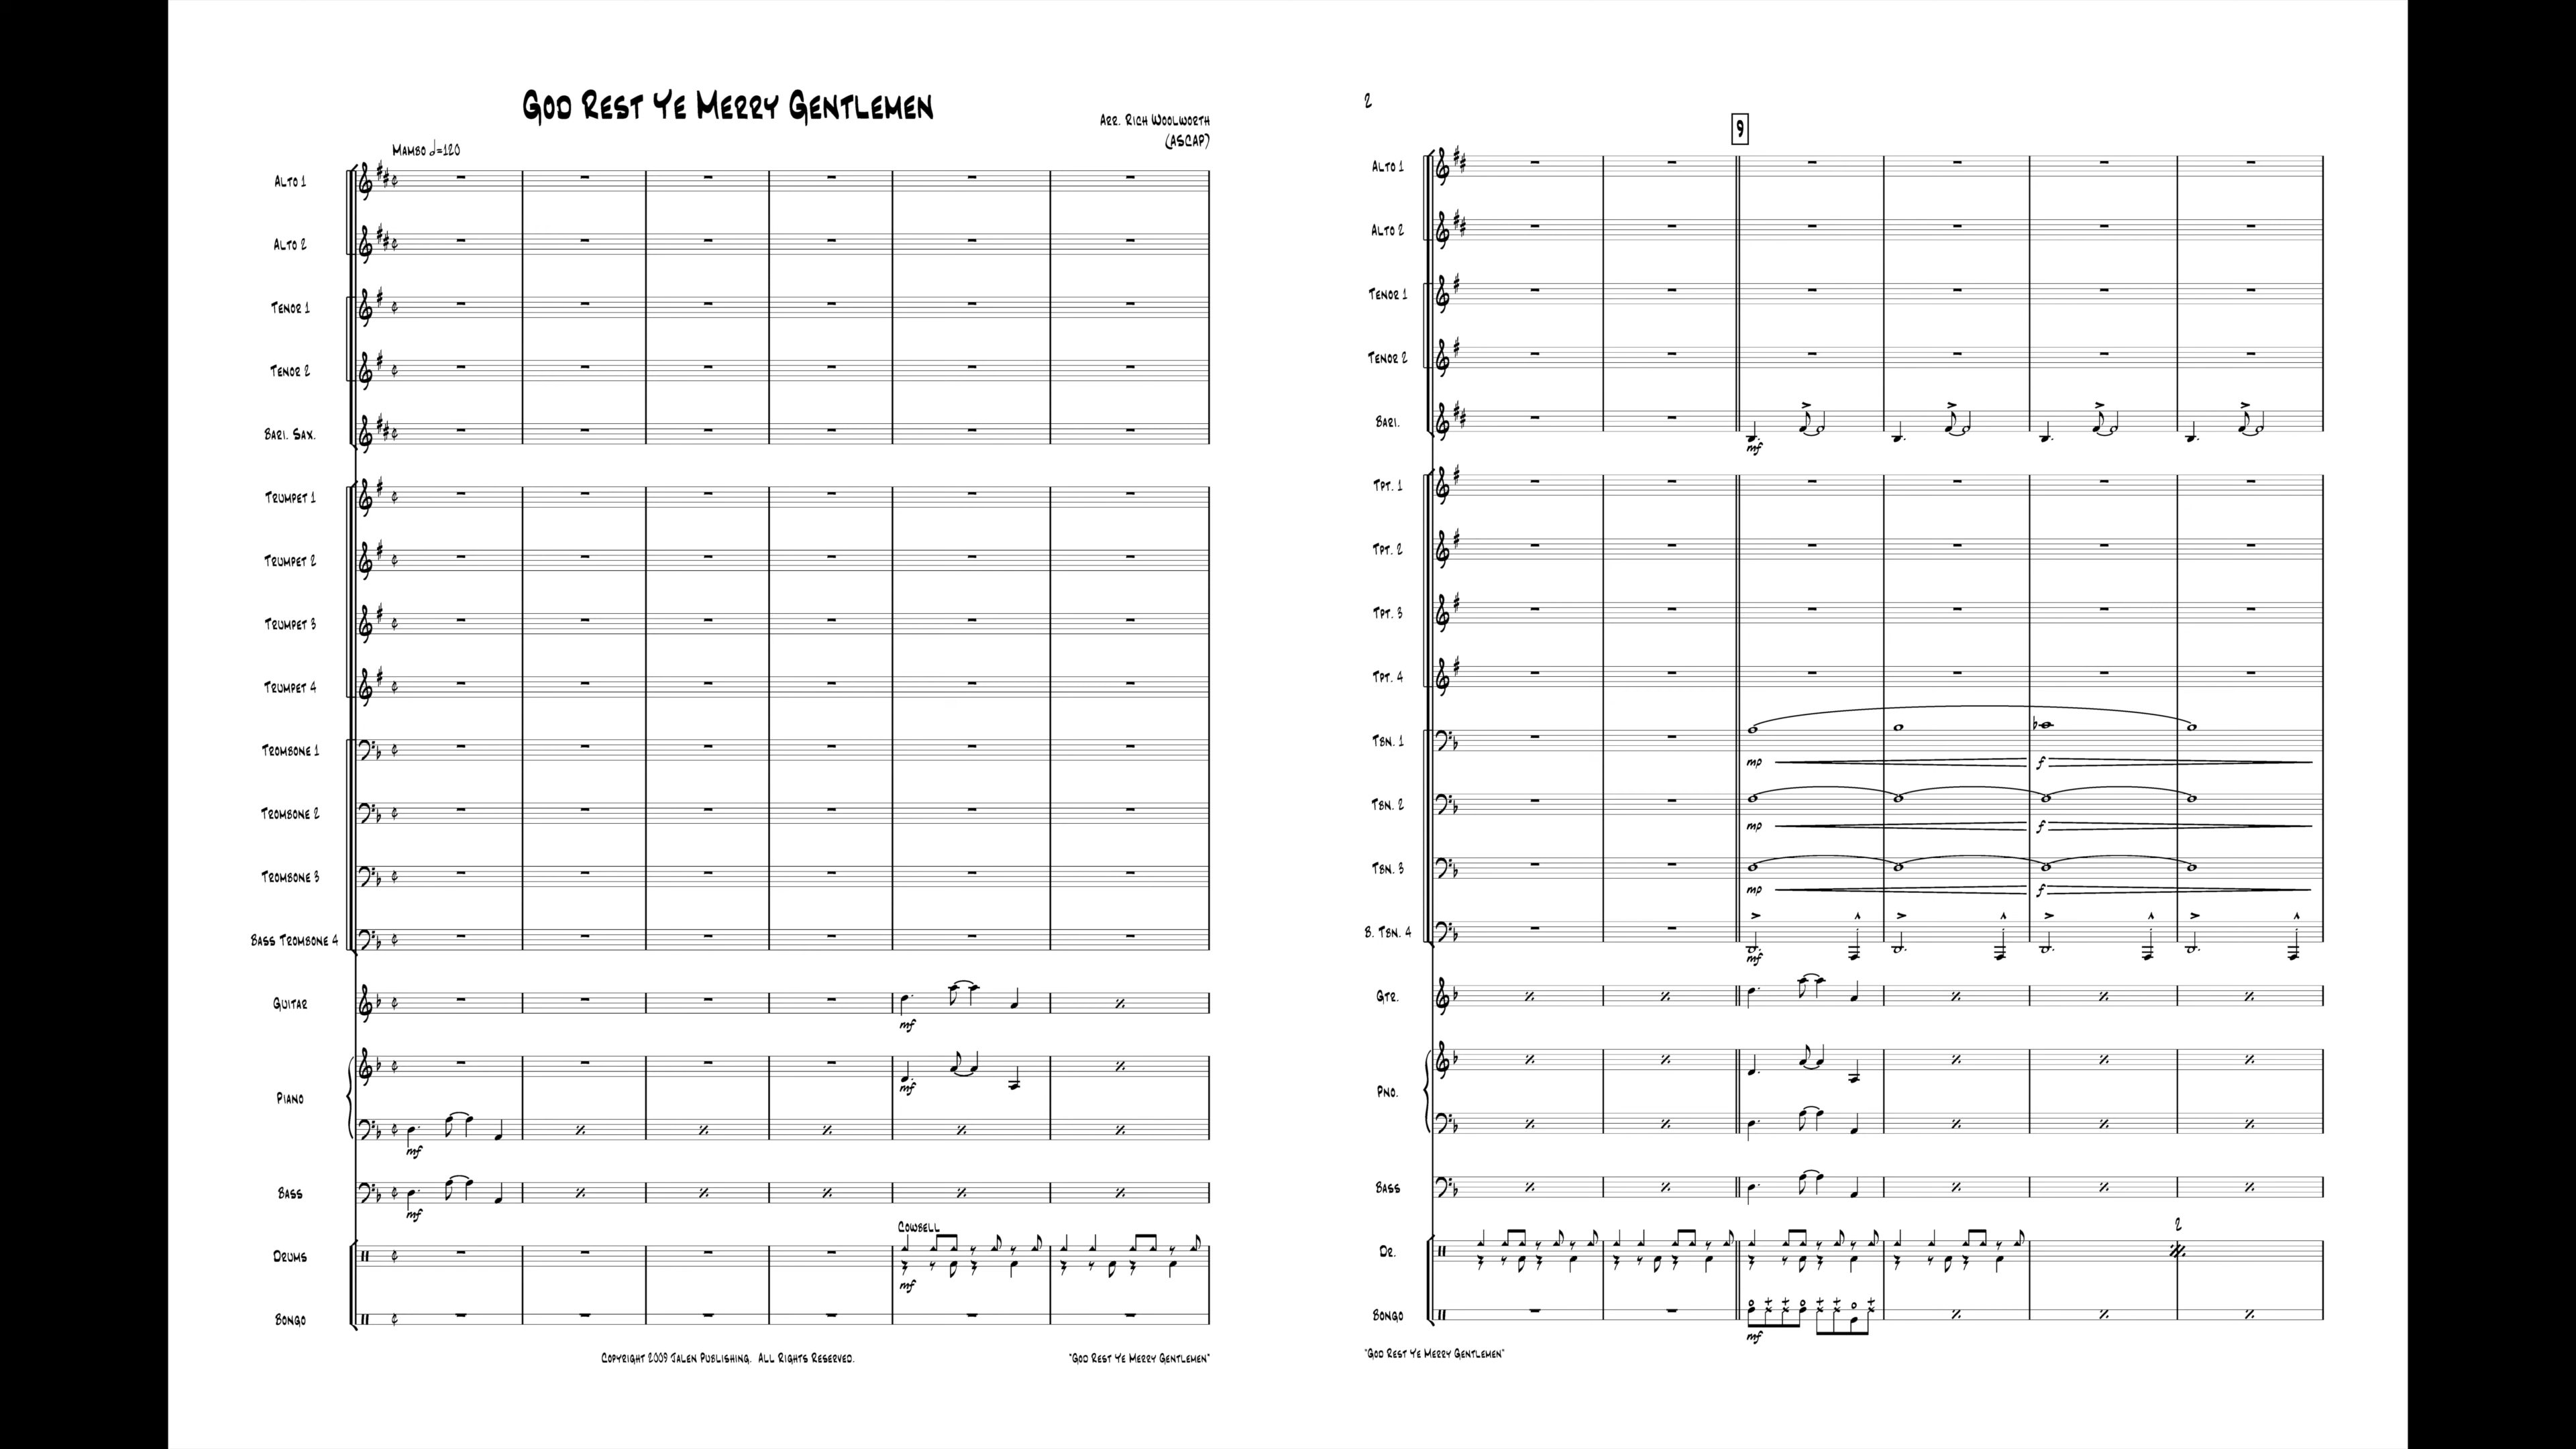 God Rest Ye Merry Gentlemen
Arr. Rich Woolworth
(ASCAP)
Mambo 𝅗𝅥=120
Alto 1
Alto 2
Tenor 1
Tenor 2
Bari. Sax.
Trumpet 1
Trumpet 2
Trumpet 3
Trumpet 4
Trombone 1
Trombone 2
Trombone 3
Bass Trombone 4
Guitar
mf
Piano
mf
mf
Bass
mf
Cowbell
Drums
mf
Bongo
Copyright 2009 Jalen Publishing. All Rights Reserved.
"God Rest Ye Merry Gentlemen"
2
9
Alto 1
Alto 2
Tenor 1
Tenor 2
Bari.
mf
Tpt. 1
Tpt. 2
Tpt. 3
Tpt. 4
Tbn. 1
mp f
Tbn. 2
mp f
Tbn. 3
mp f
B. Tbn. 4
mf
Gtr.
Pno.
Bass
2
Dr.
Bongo
mf
"God Rest Ye Merry Gentlemen"